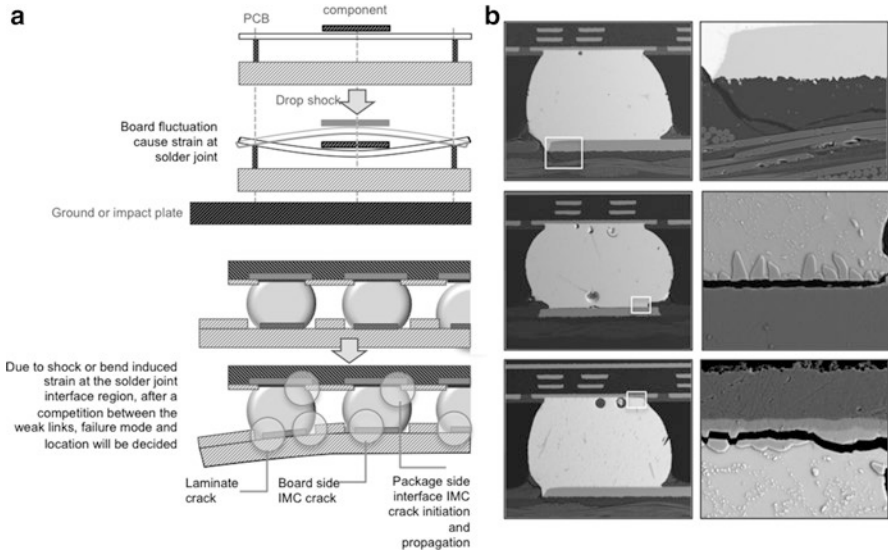 a
PCB
component
Drop shock
Board fluctuation
cause strain at
solder joint
Ground or impact plate
Due to shock or bend induced
strain at the solder joint
interface region, after a
competition between the
weak links, failure mode and
location will be decided
Laminate
crack
Board side
IMC crack
Package side
interface IMC
crack initiation
and
propagation
b